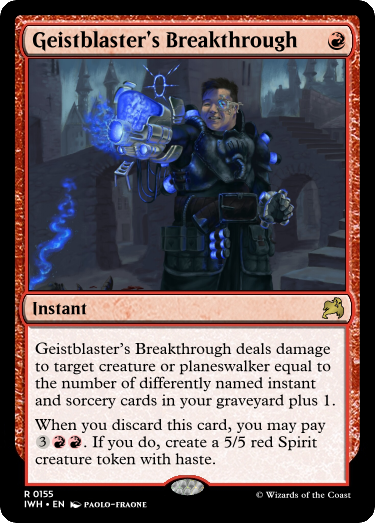 Geistblaster's Breakthrough
Instant
Geistblaster's Breakthrough deals damage
to target creature or planeswalker equal to
the number of differently named instant
and sorcery cards in your graveyard plus 1.
When you discard this card, you may pay
3. If you do, create a 5/5 red Spirit
creature token with haste.
R 0155
IWH • EN PAOLO-FRAONE
© Wizards of the Coast